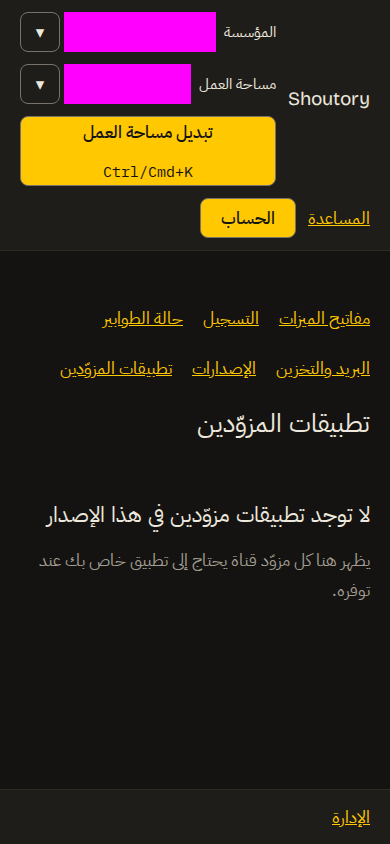 المؤسسة
▼
مساحة العمل
▼
Shoutory
تبديل مساحة العمل
Ctrl/Cmd+K
المساعدة
الحساب
مفاتيح الميزات
التسجيل
حالة الطوابير
البريد والتخزين
الإصدارات
تطبيقات المزوّدين
تطبيقات المزوّدين
لا توجد تطبيقات مزوّدين في هذا الإصدار
يظهر هنا كل مزوّد قناة يحتاج إلى تطبيق خاص بك عند
توفره.
الإدارة